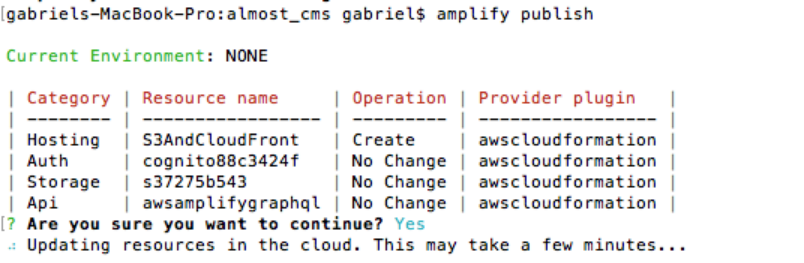 [gabriels-MacBook-Pro:almost_cms gabriel$ amplify publish
Current Environment: NONE
| Category | Resource name | Operation | Provider plugin |
| -------- | ----------------- | --------- | ----------------- |
| Hosting | S3AndCloudFront | Create | awscloudformation |
| Auth | cognito88c3424f | No Change | awscloudformation |
| Storage | s37275b543 | No Change | awscloudformation |
| Api | awsamplifygraphql | No Change | awscloudformation |
[? Are you sure you want to continue? Yes
Updating resources in the cloud. This may take a few minutes...